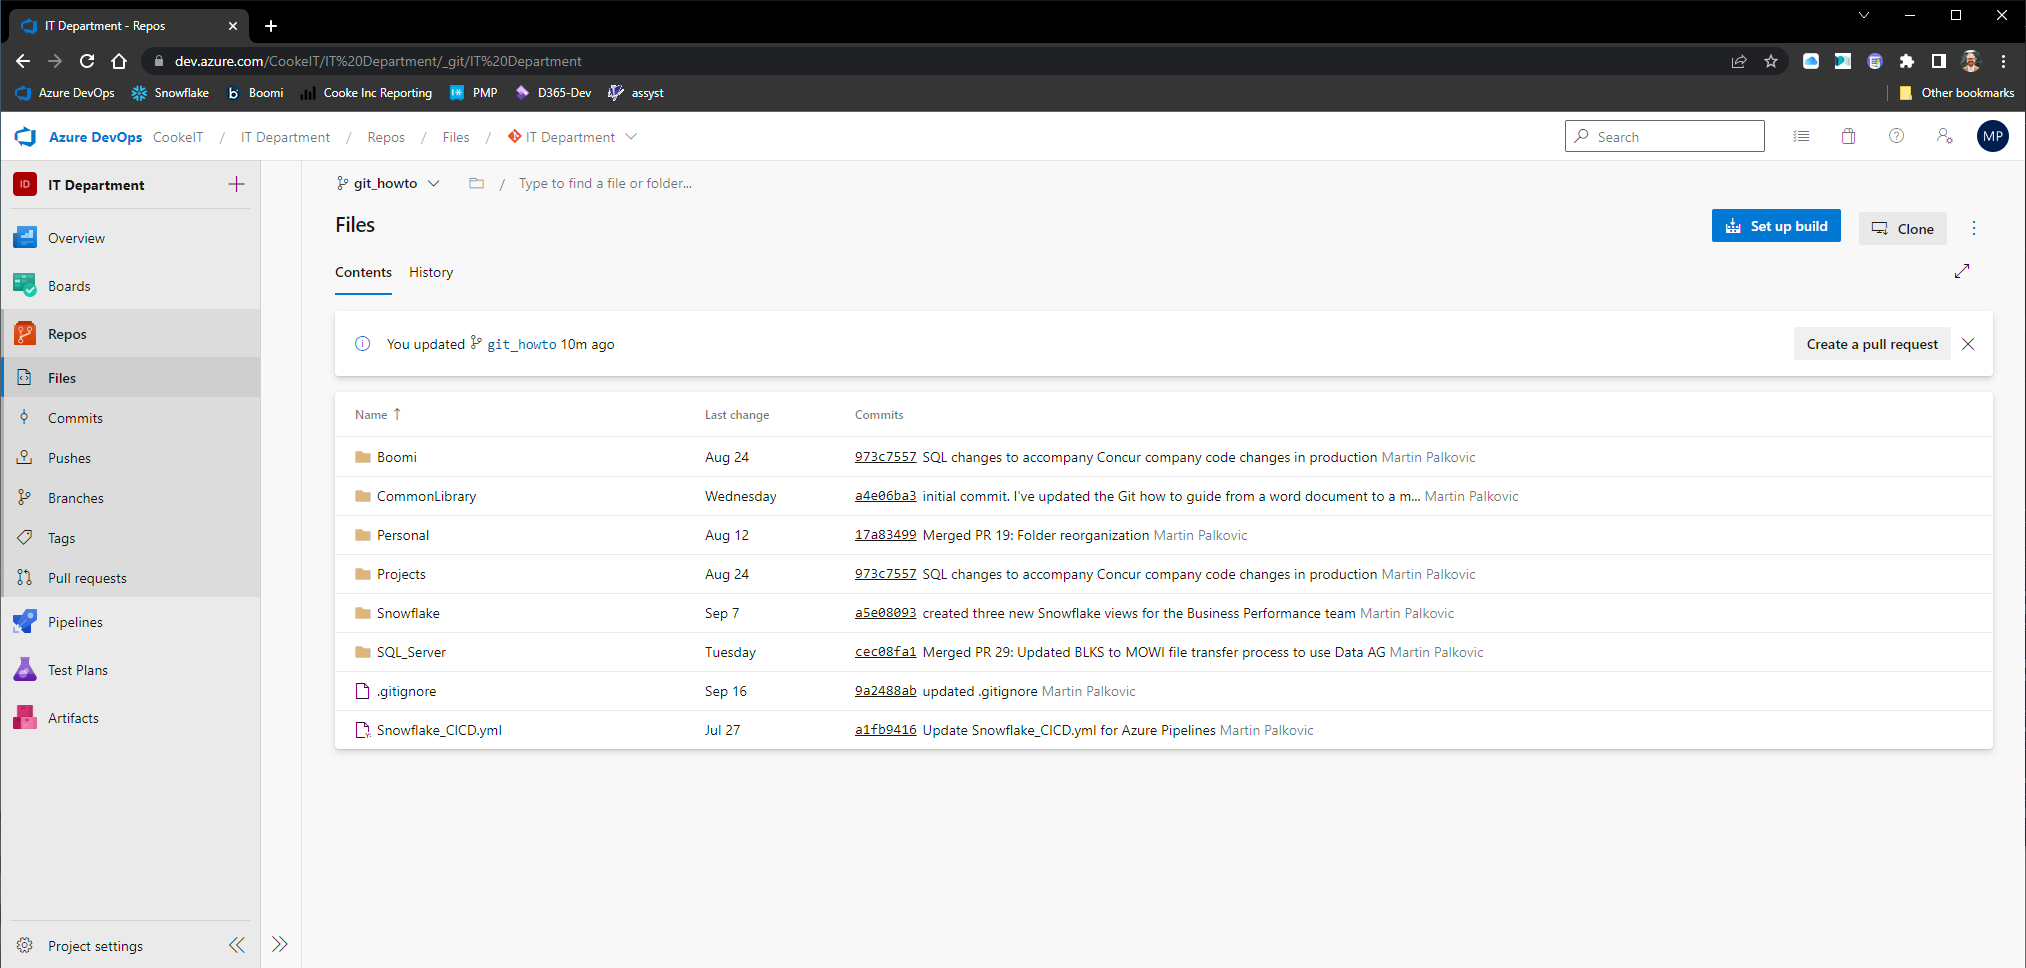 IT Department - Repos
dev.azure.com/CookeIT/IT%20Department/_git/IT%20Department
Azure DevOps Snowflake Boomi Cooke Inc Reporting PMP D365-Dev assyst Other bookmarks
Azure DevOps CookeIT / IT Department / Repos / Files / IT Department Search MP
ID IT Department
Overview
Boards
Repos
Files
Commits
Pushes
Branches
Tags
Pull requests
Pipelines
Test Plans
Artifacts
Project settings
git_howto / Type to find a file or folder...
Files
Set up build Clone
Contents History
You updated git_howto 10m ago Create a pull request
Name Last change Commits
Boomi Aug 24 973c7557 SQL changes to accompany Concur company code changes in production Martin Palkovic
CommonLibrary Wednesday a4e06ba3 initial commit. I've updated the Git how to guide from a word document to a m... Martin Palkovic
Personal Aug 12 17a83499 Merged PR 19: Folder reorganization Martin Palkovic
Projects Aug 24 973c7557 SQL changes to accompany Concur company code changes in production Martin Palkovic
Snowflake Sep 7 a5e08093 created three new Snowflake views for the Business Performance team Martin Palkovic
SQL_Server Tuesday cec08fa1 Merged PR 29: Updated BLKS to MOWI file transfer process to use Data AG Martin Palkovic
.gitignore Sep 16 9a2488ab updated .gitignore Martin Palkovic
Snowflake_CICD.yml Jul 27 a1fb9416 Update Snowflake_CICD.yml for Azure Pipelines Martin Palkovic